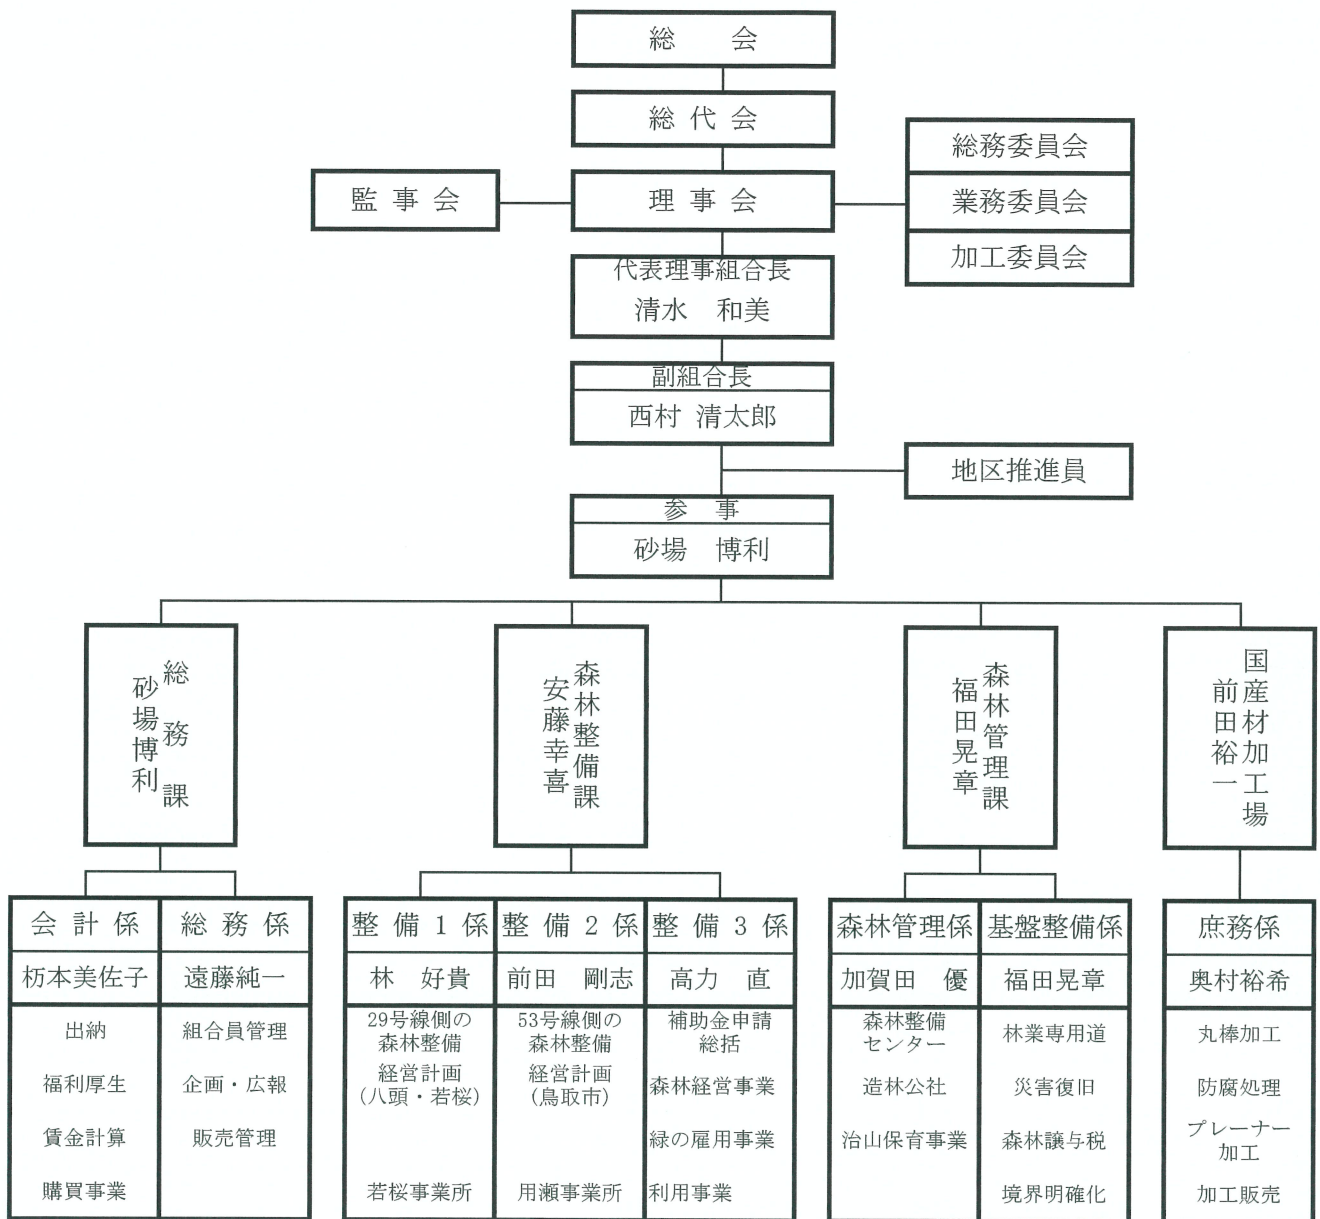 総　　会
総 代 会
監 事 会
理 事 会
総務委員会
業務委員会
加工委員会
代表理事組合長
清水　和美
副組合長
西村 清太郎
地区推進員
参　事
砂場　博利
総 務 課
砂場博利
森林整備課
安藤幸喜
森林管理課
福田晃章
国産材加工場
前田裕一
会 計 係
朽本美佐子
出納
福利厚生
賃金計算
購買事業
総 務 係
遠藤純一
組合員管理
企画・広報
販売管理
整 備 1 係
林　好貴
29号線側の
森林整備
経営計画
(八頭・若桜)
若桜事業所
整 備 2 係
前田　剛志
53号線側の
森林整備
経営計画
(鳥取市)
用瀬事業所
整 備 3 係
高力　直
補助金申請
総括
森林経営事業
緑の雇用事業
利用事業
森林管理係
加賀田　優
森林整備
センター
造林公社
治山保育事業
基盤整備係
福田晃章
林業専用道
災害復旧
森林譲与税
境界明確化
庶務係
奥村裕希
丸棒加工
防腐処理
プレーナー
加工
加工販売